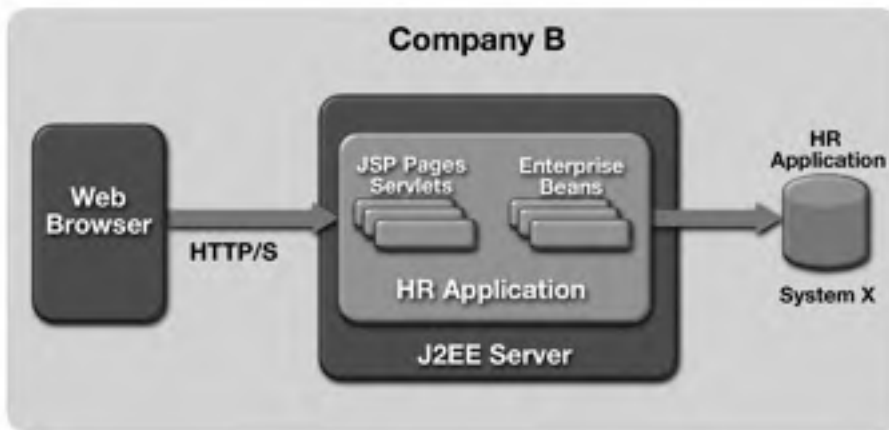 Company B
Web
Browser
HTTP/S
JSP Pages
Servlets
Enterprise
Beans
HR Application
J2EE Server
HR
Application
System X